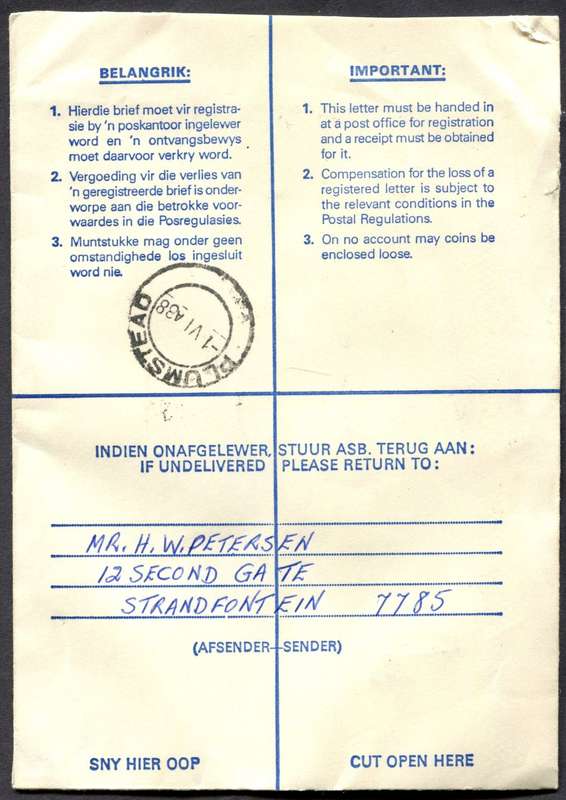 BELANGRIK:
1. Hierdie brief moet vir registra-
sie by 'n poskantoor ingelewer
word en 'n ontvangsbewys
moet daarvoor verkry word.
2. Vergoeding vir die verlies van
'n geregistreerde brief is onder-
worpe aan die betrokke voor-
waardes in die Posregulasies.
3. Muntstukke mag onder geen
omstandighede los ingesluit
word nie.
IMPORTANT:
1. This letter must be handed in
at a post office for registration
and a receipt must be obtained
for it.
2. Compensation for the loss of a
registered letter is subject to
the relevant conditions in the
Postal Regulations.
3. On no account may coins be
enclosed loose.
PLUMSTEAD
-1 VI 88
INDIEN ONAFGELEWER, STUUR ASB. TERUG AAN:
IF UNDELIVERED PLEASE RETURN TO:
MR. H. W. PETERSEN
12 SECOND GATE
STRANDFONTEIN 7785
(AFSENDER—SENDER)
SNY HIER OOP
CUT OPEN HERE